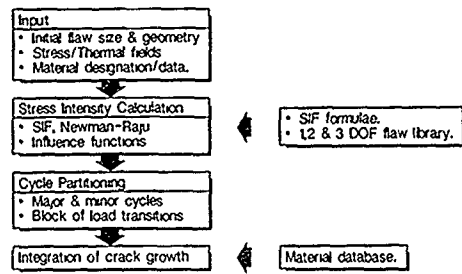 Input
• Initial flaw size & geometry
• Stress/Thermal fields
• Material designation/data.
Stress Intensity Calculation
• SIF, Newman-Raju
• Influence functions
• SIF formulae.
• 1,2 & 3 DOF flaw library.
Cycle Partitioning
• Major & minor cycles
• Block of load transitions
Integration of crack growth
Material database.